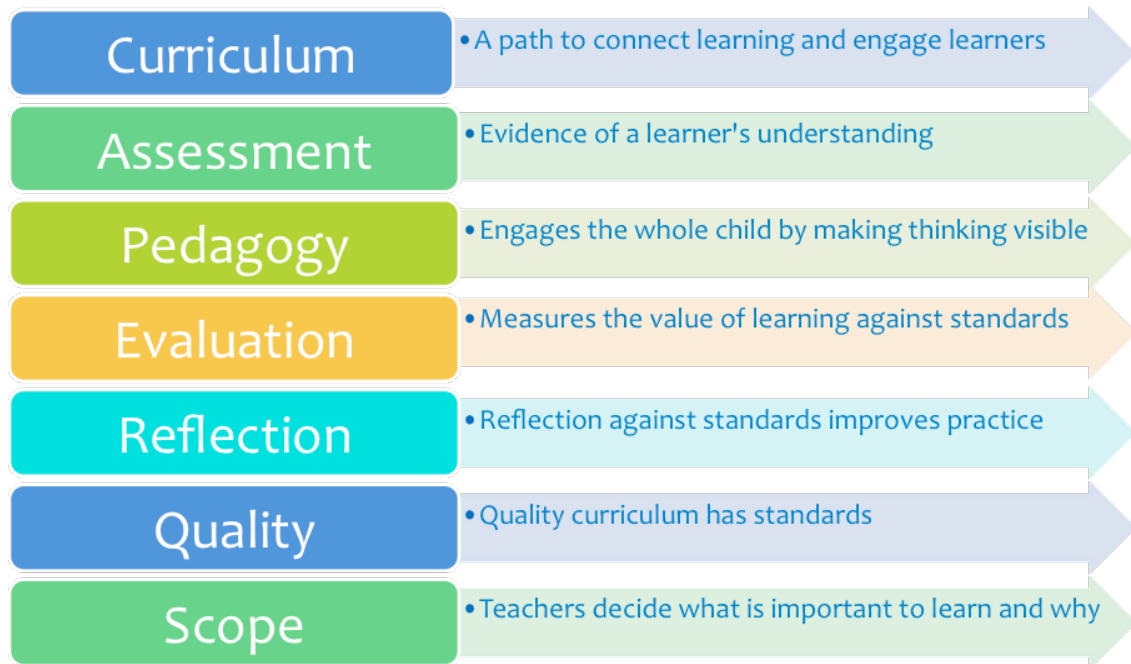 Curriculum
• A path to connect learning and engage learners
Assessment
• Evidence of a learner's understanding
Pedagogy
• Engages the whole child by making thinking visible
Evaluation
• Measures the value of learning against standards
Reflection
• Reflection against standards improves practice
Quality
• Quality curriculum has standards
Scope
• Teachers decide what is important to learn and why